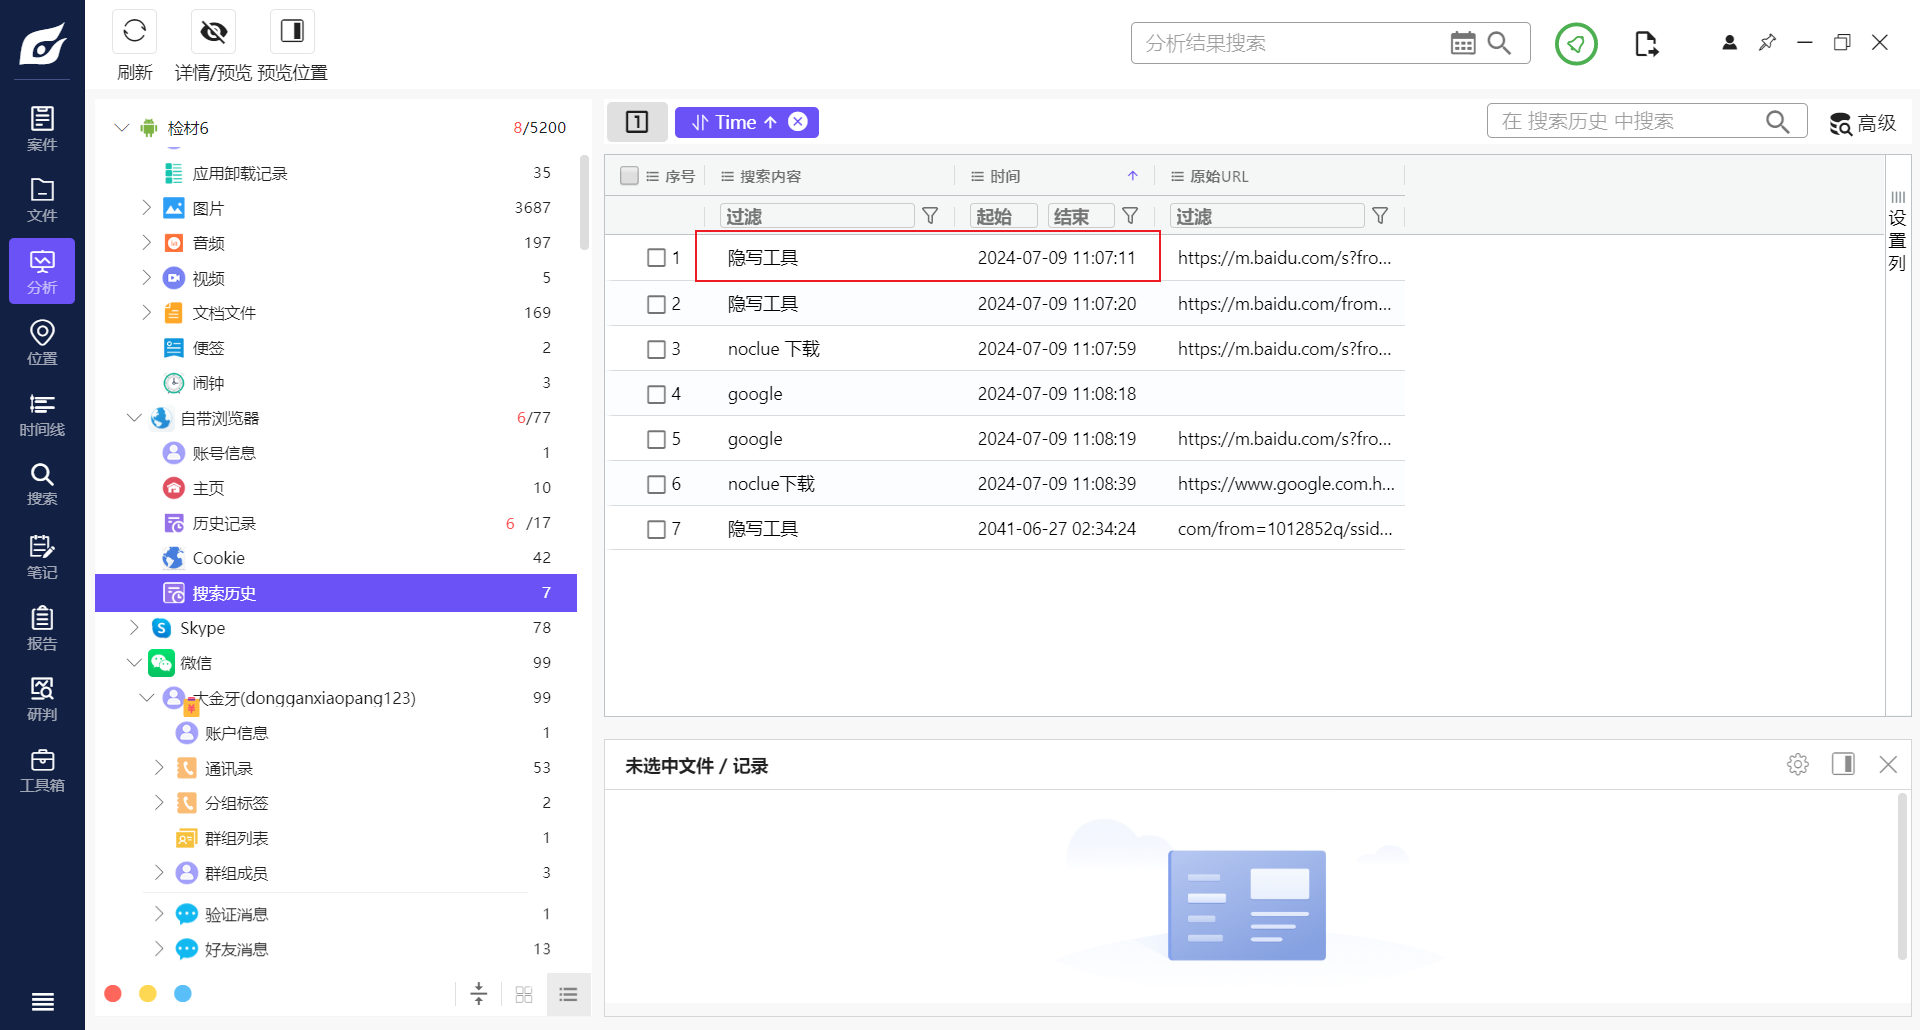 刷新
详情/预览
预览位置
分析结果搜索
案件
文件
分析
位置
时间线
搜索
笔记
报告
研判
工具箱
检材6 8/5200
应用卸载记录 35
图片 3687
音频 197
视频 5
文档文件 169
便签 2
闹钟 3
自带浏览器 6/77
账号信息 1
主页 10
历史记录 6 /17
Cookie 42
搜索历史 7
Skype 78
微信 99
大金牙(dongganxiaopang123) 99
账户信息 1
通讯录 53
分组标签 2
群组列表 1
群组成员 3
验证消息 1
好友消息 13
1 Time
在 搜索历史 中搜索
高级
序号 搜索内容 时间 原始URL
过滤 起始 结束 过滤
1 隐写工具 2024-07-09 11:07:11 https://m.baidu.com/s?fro...
2 隐写工具 2024-07-09 11:07:20 https://m.baidu.com/from...
3 noclue 下载 2024-07-09 11:07:59 https://m.baidu.com/s?fro...
4 google 2024-07-09 11:08:18
5 google 2024-07-09 11:08:19 https://m.baidu.com/s?fro...
6 noclue下载 2024-07-09 11:08:39 https://www.google.com.h...
7 隐写工具 2041-06-27 02:34:24 com/from=1012852q/ssid...
设置列
未选中文件 / 记录